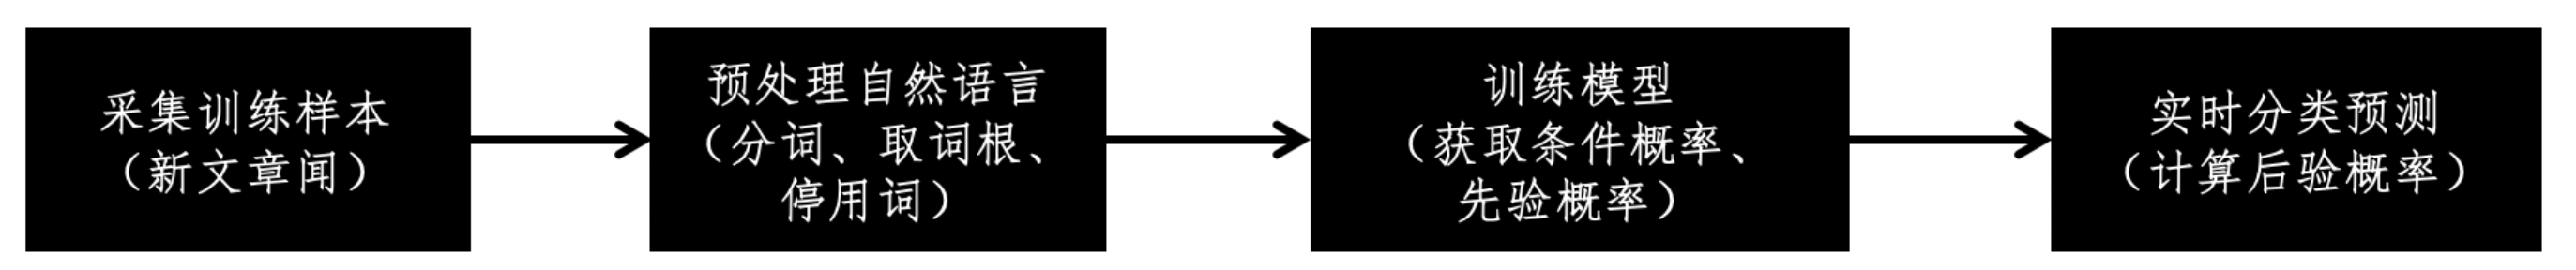 采集训练样本
（新文章闻）
预处理自然语言
（分词、取词根、
停用词）
训练模型
（获取条件概率、
先验概率）
实时分类预测
（计算后验概率）